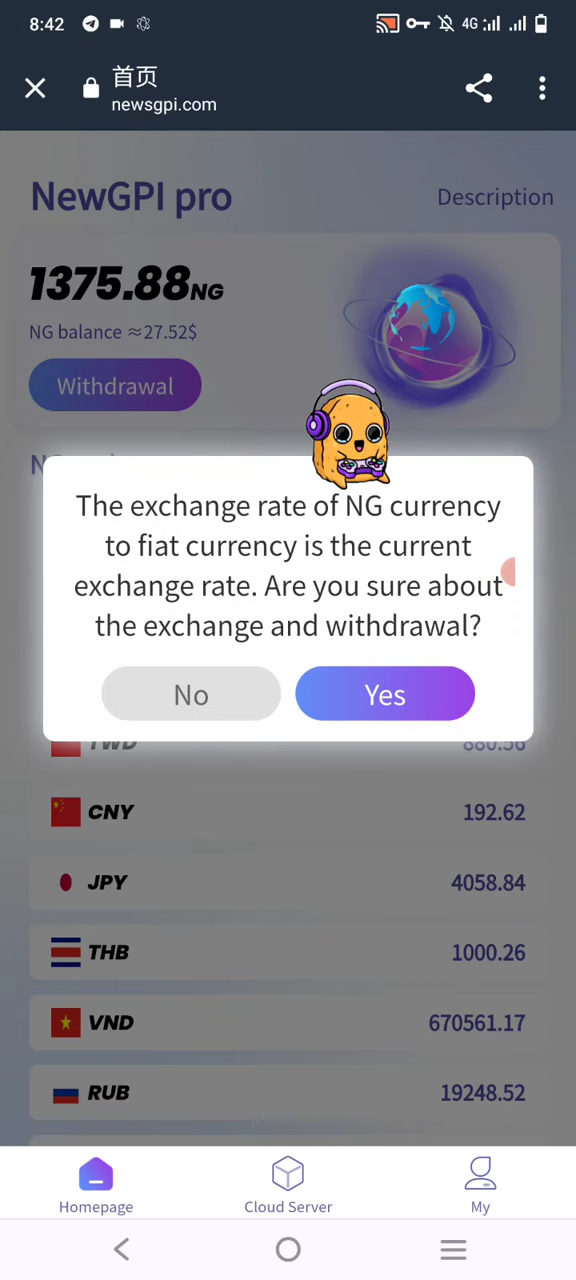 8:42
4G
首页
newsgpi.com
NewGPI pro
Description
1375.88NG
NG balance ≈27.52$
Withdrawal
The exchange rate of NG currency
to fiat currency is the current
exchange rate. Are you sure about
the exchange and withdrawal?
No
Yes
TWD
880.56
CNY
192.62
JPY
4058.84
THB
1000.26
VND
670561.17
RUB
19248.52
Homepage
Cloud Server
My